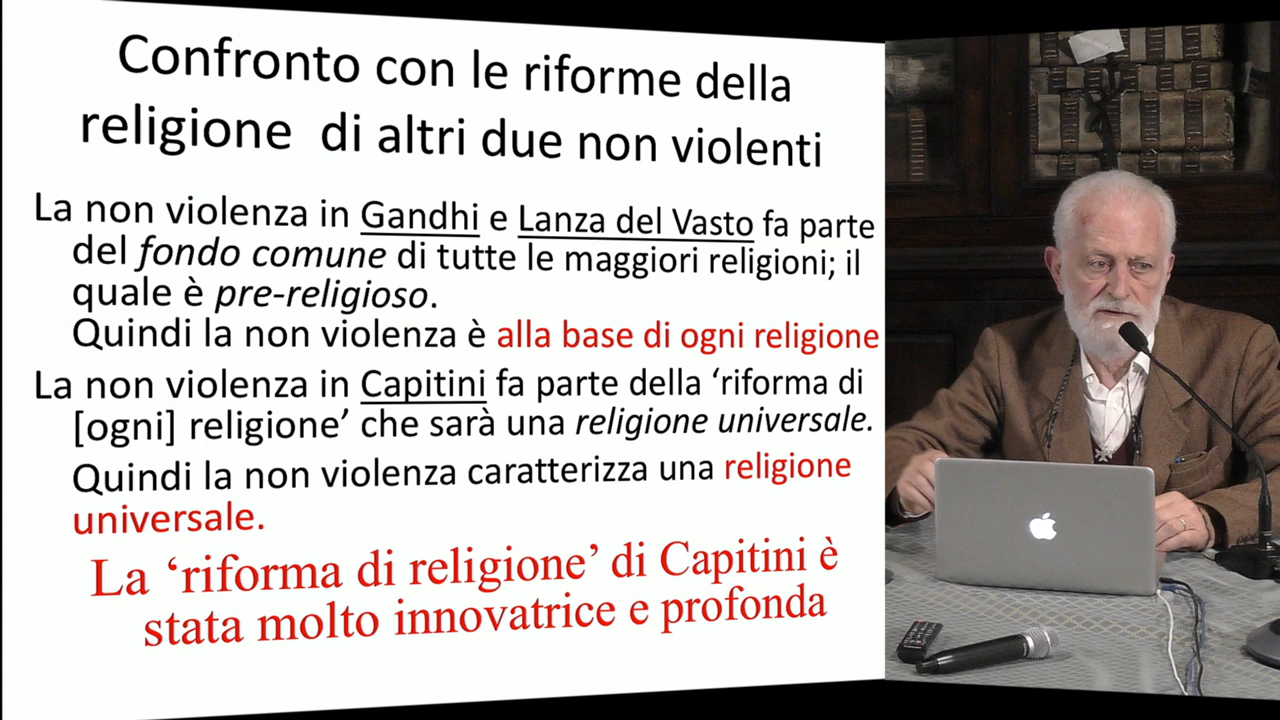 Confronto con le riforme della
religione di altri due non violenti
La non violenza in Gandhi e Lanza del Vasto fa parte
del fondo comune di tutte le maggiori religioni; il
quale è pre-religioso.
Quindi la non violenza è alla base di ogni religione
La non violenza in Capitini fa parte della ‘riforma di
[ogni] religione’ che sarà una religione universale.
Quindi la non violenza caratterizza una religione
universale.
La ‘riforma di religione’ di Capitini è
stata molto innovatrice e profonda